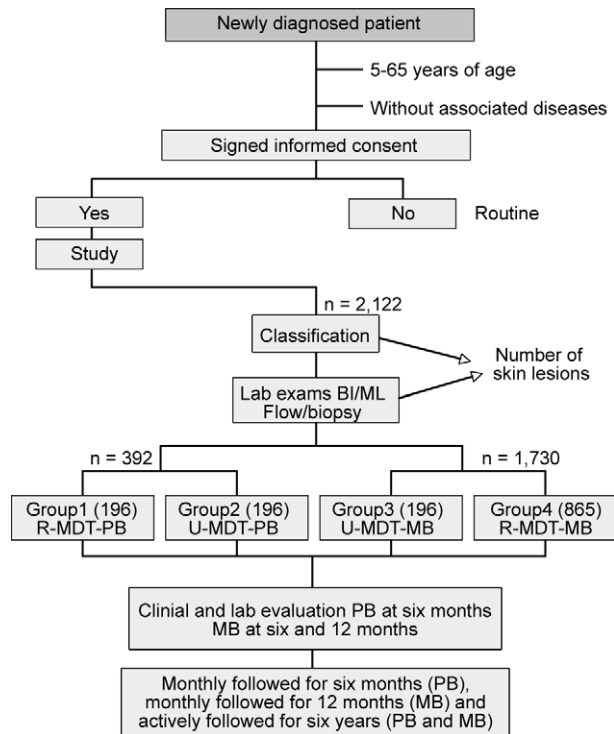 Newly diagnosed patient
5-65 years of age
Without associated diseases
Signed informed consent
Yes
No
Routine
Study
n = 2,122
Classification
Number of
skin lesions
Lab exams BI/ML
Flow/biopsy
n = 392
n = 1,730
Group1 (196)
R-MDT-PB
Group2 (196)
U-MDT-PB
Group3 (196)
U-MDT-MB
Group4 (865)
R-MDT-MB
Clinial and lab evaluation PB at six months
MB at six and 12 months
Monthly followed for six months (PB),
monthly followed for 12 months (MB) and
actively followed for six years (PB and MB)